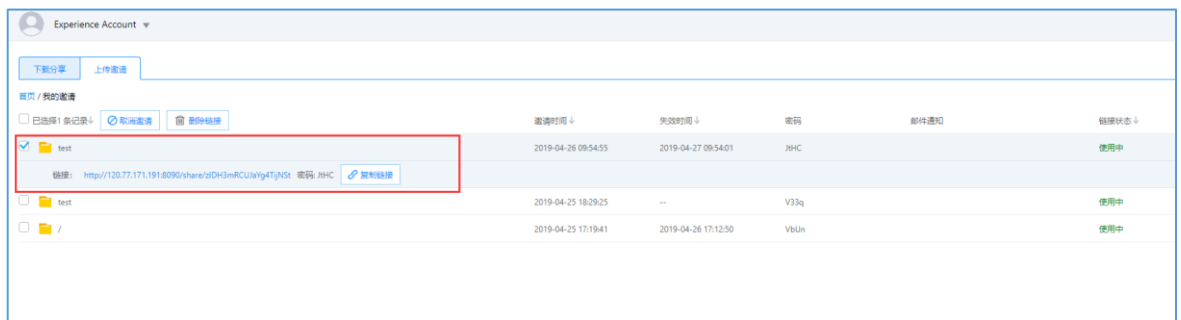 Experience Account
下载分享 上传邀请
首页 / 我的邀请
已选择1 条记录↓ 取消邀请 删除链接 邀请时间↓ 失效时间↓ 密码 邮件通知 链接状态↓
test 2019-04-26 09:54:55 2019-04-27 09:54:01 JtHC 使用中
链接: http://120.77.171.191:8090/share/zlDH3mRCUJaYg4TijNSt 密码: JtHC 复制链接
test 2019-04-25 18:29:25 -- V33q 使用中
/ 2019-04-25 17:19:41 2019-04-26 17:12:50 VbUn 使用中